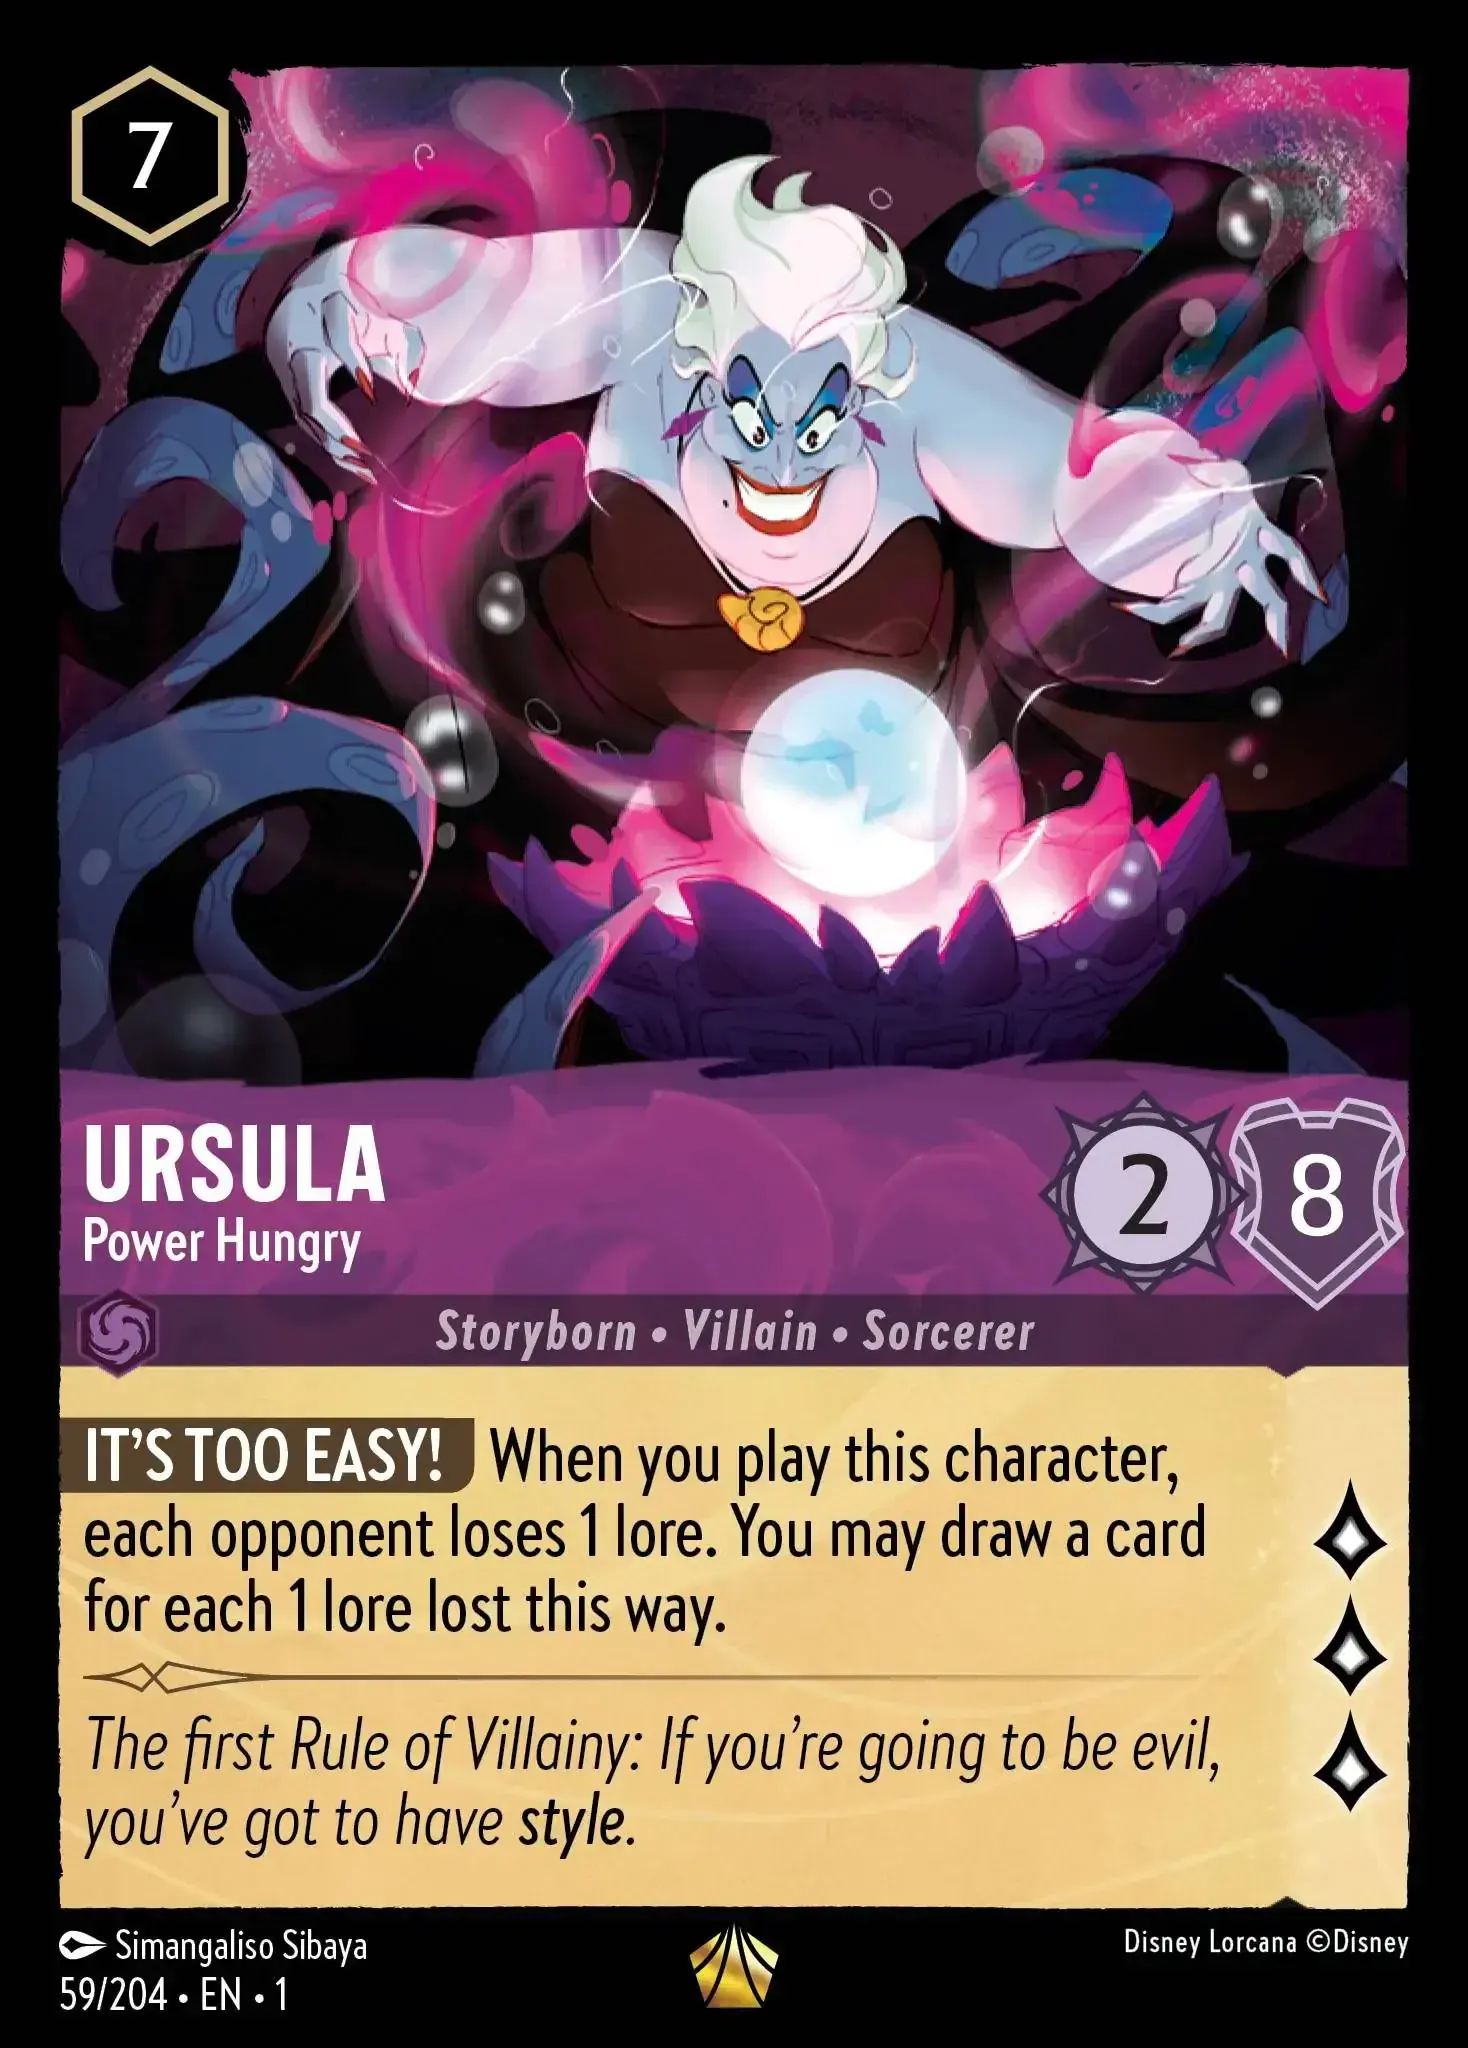 7
URSULA
Power Hungry
2
8
Storyborn • Villain • Sorcerer
IT'S TOO EASY! When you play this character,
each opponent loses 1 lore. You may draw a card
for each 1 lore lost this way.
The first Rule of Villainy: If you're going to be evil,
you've got to have style.
Simangaliso Sibaya
Disney Lorcana ©Disney
59/204 • EN • 1